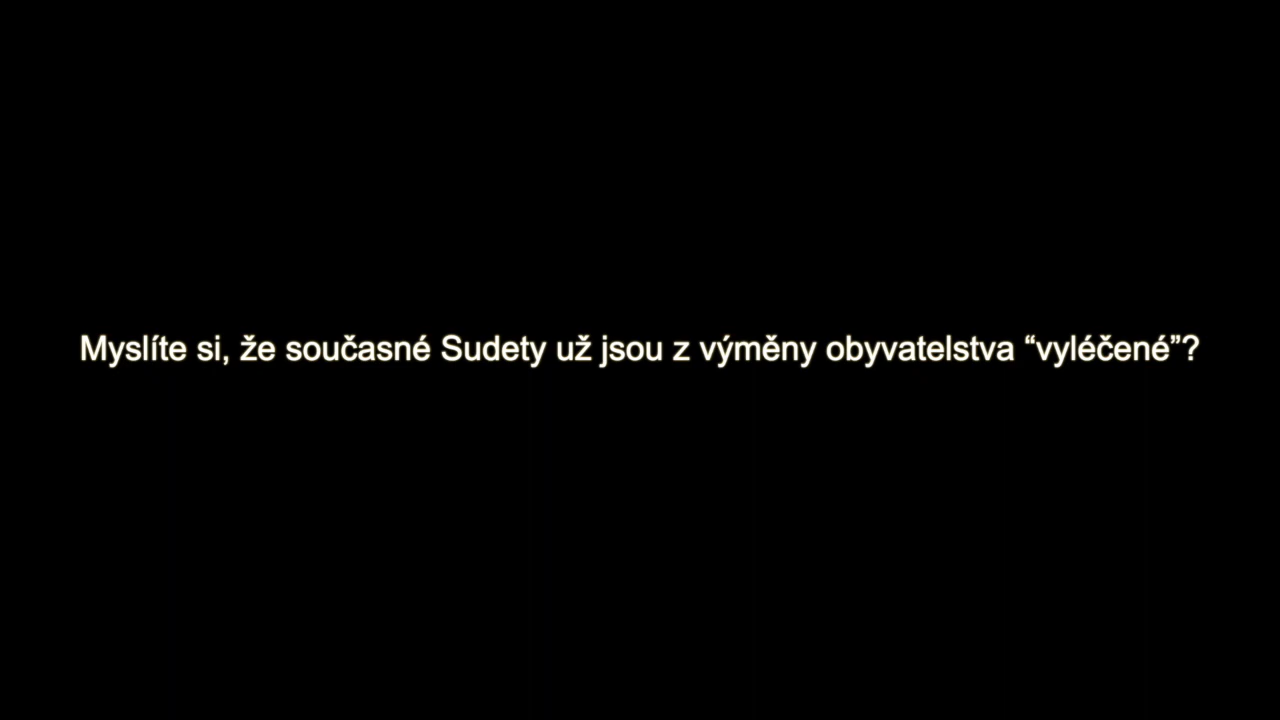 Myslíte si, že současné Sudety už jsou z výměny obyvatelstva “vyléčené”?